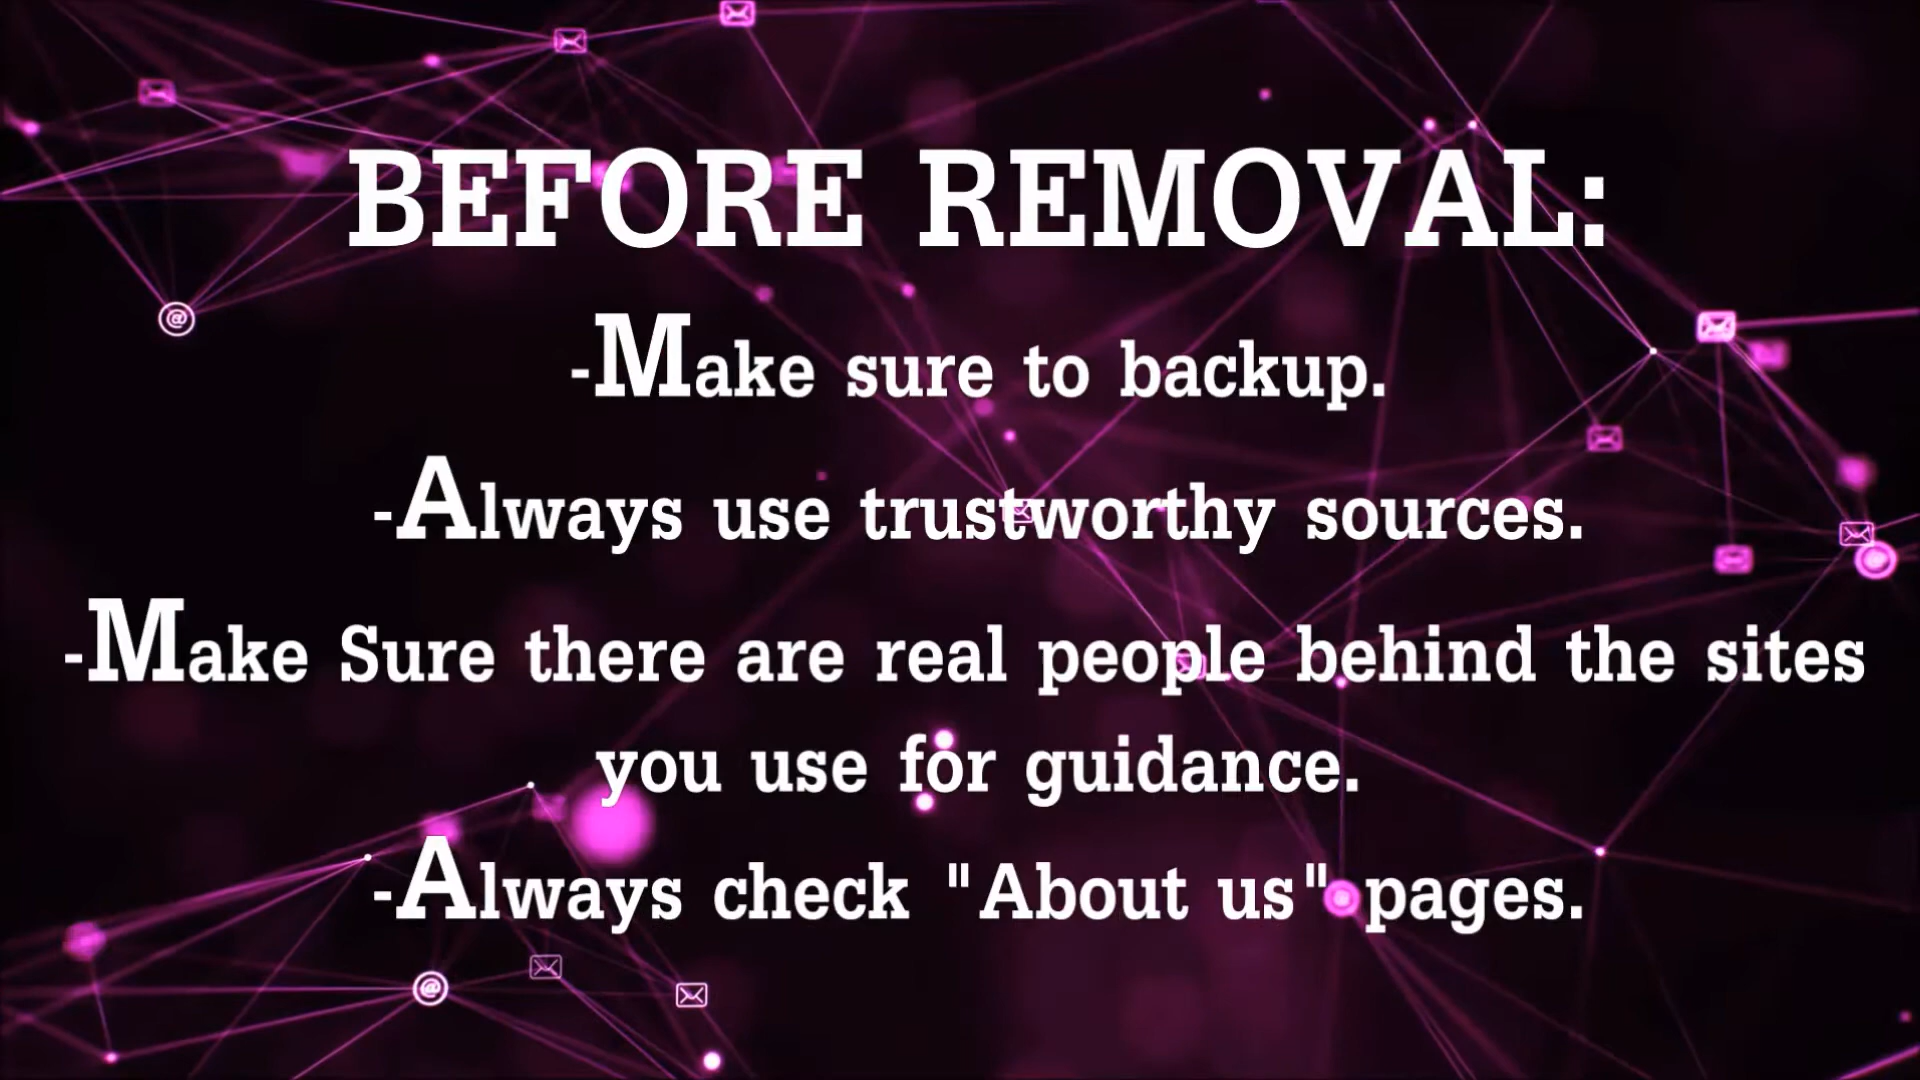 BEFORE REMOVAL:
-Make sure to backup.
-Always use trustworthy sources.
-Make Sure there are real people behind the sites
you use for guidance.
-Always check "About us" pages.